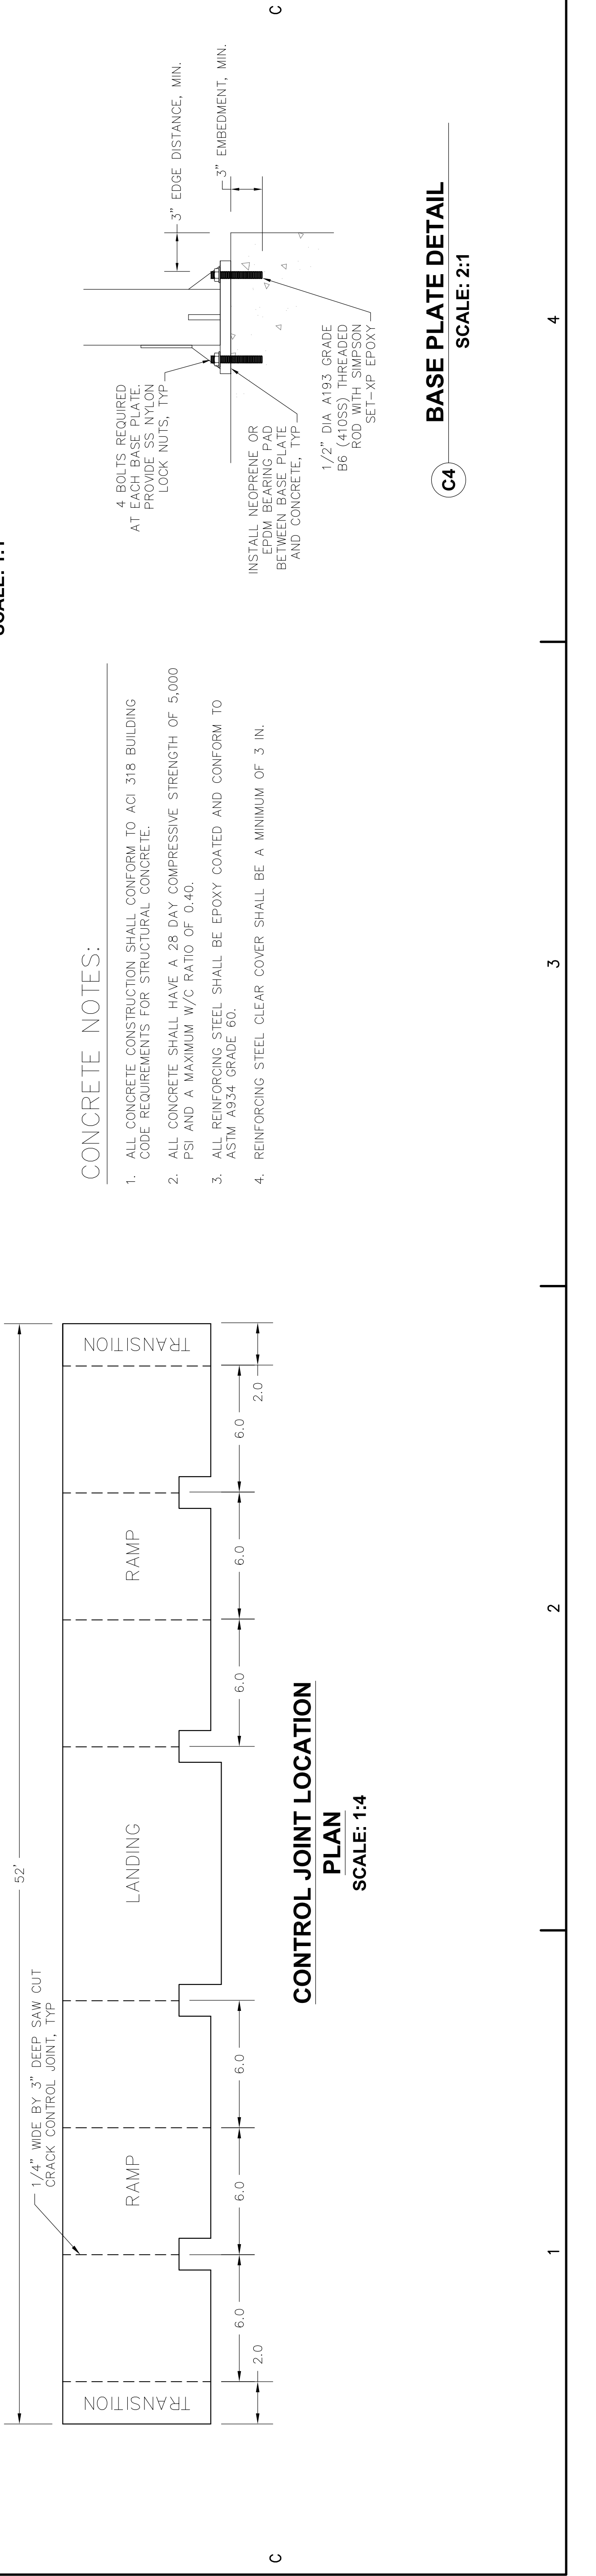 SCALE: 1:1
52'
1/4" WIDE BY 3" DEEP SAW CUT
CRACK CONTROL JOINT, TYP
TRANSITION
RAMP
LANDING
RAMP
TRANSITION
2.0
6.0
6.0
6.0
6.0
6.0
6.0
2.0
CONTROL JOINT LOCATION
PLAN
SCALE: 1:4
CONCRETE NOTES:
1. ALL CONCRETE CONSTRUCTION SHALL CONFORM TO ACI 318 BUILDING
CODE REQUIREMENTS FOR STRUCTURAL CONCRETE.
2. ALL CONCRETE SHALL HAVE A 28 DAY COMPRESSIVE STRENGTH OF 5,000
PSI AND A MAXIMUM W/C RATIO OF 0.40.
3. ALL REINFORCING STEEL SHALL BE EPOXY COATED AND CONFORM TO
ASTM A934 GRADE 60.
4. REINFORCING STEEL CLEAR COVER SHALL BE A MINIMUM OF 3 IN.
4 BOLTS REQUIRED
AT EACH BASE PLATE.
PROVIDE SS NYLON
LOCK NUTS, TYP
3" EDGE DISTANCE, MIN.
3" EMBEDMENT, MIN.
INSTALL NEOPRENE OR
EPDM BEARING PAD
BETWEEN BASE PLATE
AND CONCRETE, TYP
1/2" DIA A193 GRADE
B6 (410SS) THREADED
ROD WITH SIMPSON
SET-XP EPOXY
C4
BASE PLATE DETAIL
SCALE: 2:1
C
C
1
2
3
4